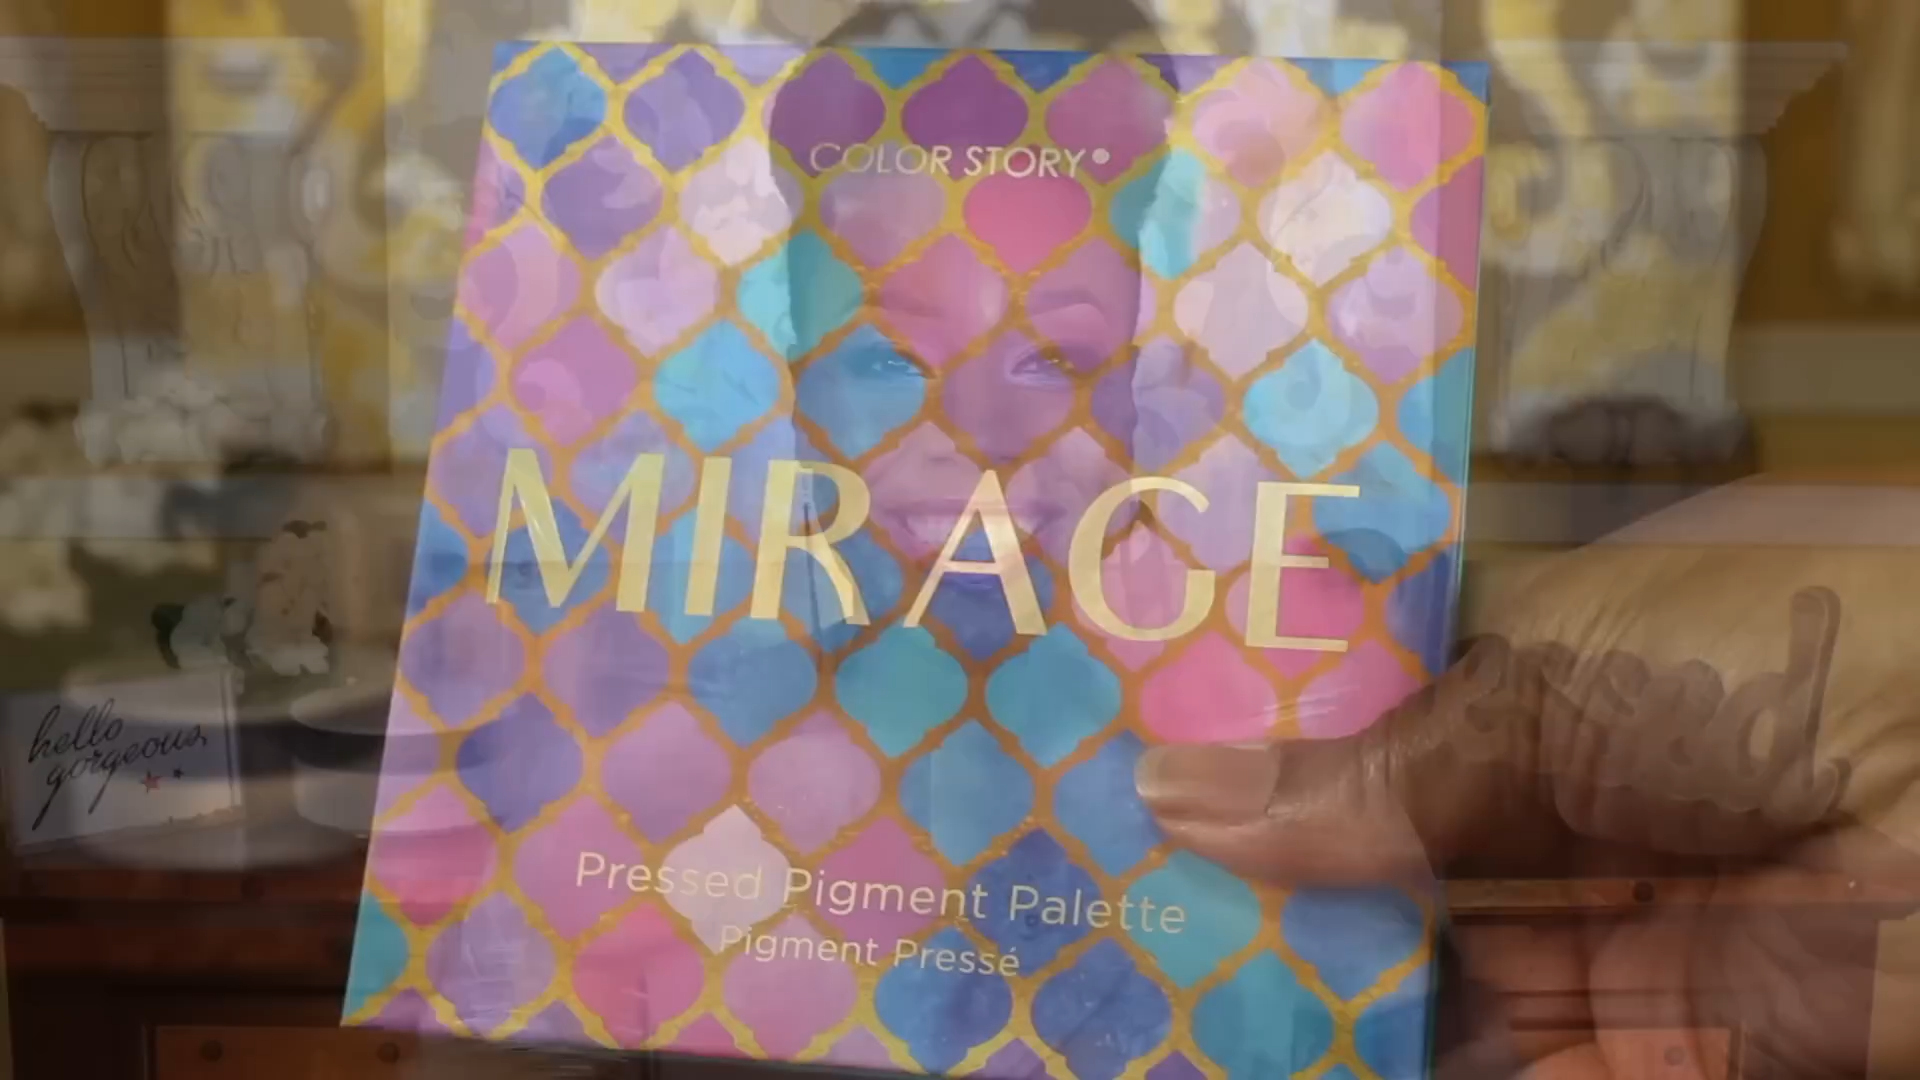 COLOR STORY
MIRAGE
Pressed Pigment Palette
Pigment Pressé
hello
gorgeous